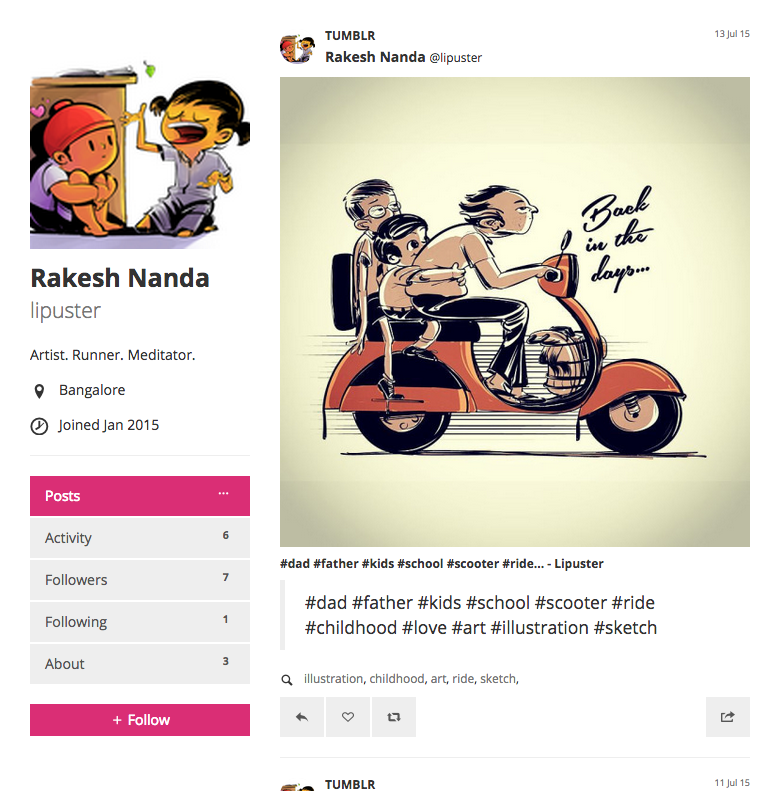 Rakesh Nanda
lipuster
Artist. Runner. Meditator.
Bangalore
Joined Jan 2015
Posts ...
Activity 6
Followers 7
Following 1
About 3
+ Follow
TUMBLR 13 Jul 15
Rakesh Nanda @lipuster
Back
in the
days...
#dad #father #kids #school #scooter #ride... - Lipuster
#dad #father #kids #school #scooter #ride
#childhood #love #art #illustration #sketch
illustration, childhood, art, ride, sketch,
TUMBLR 11 Jul 15